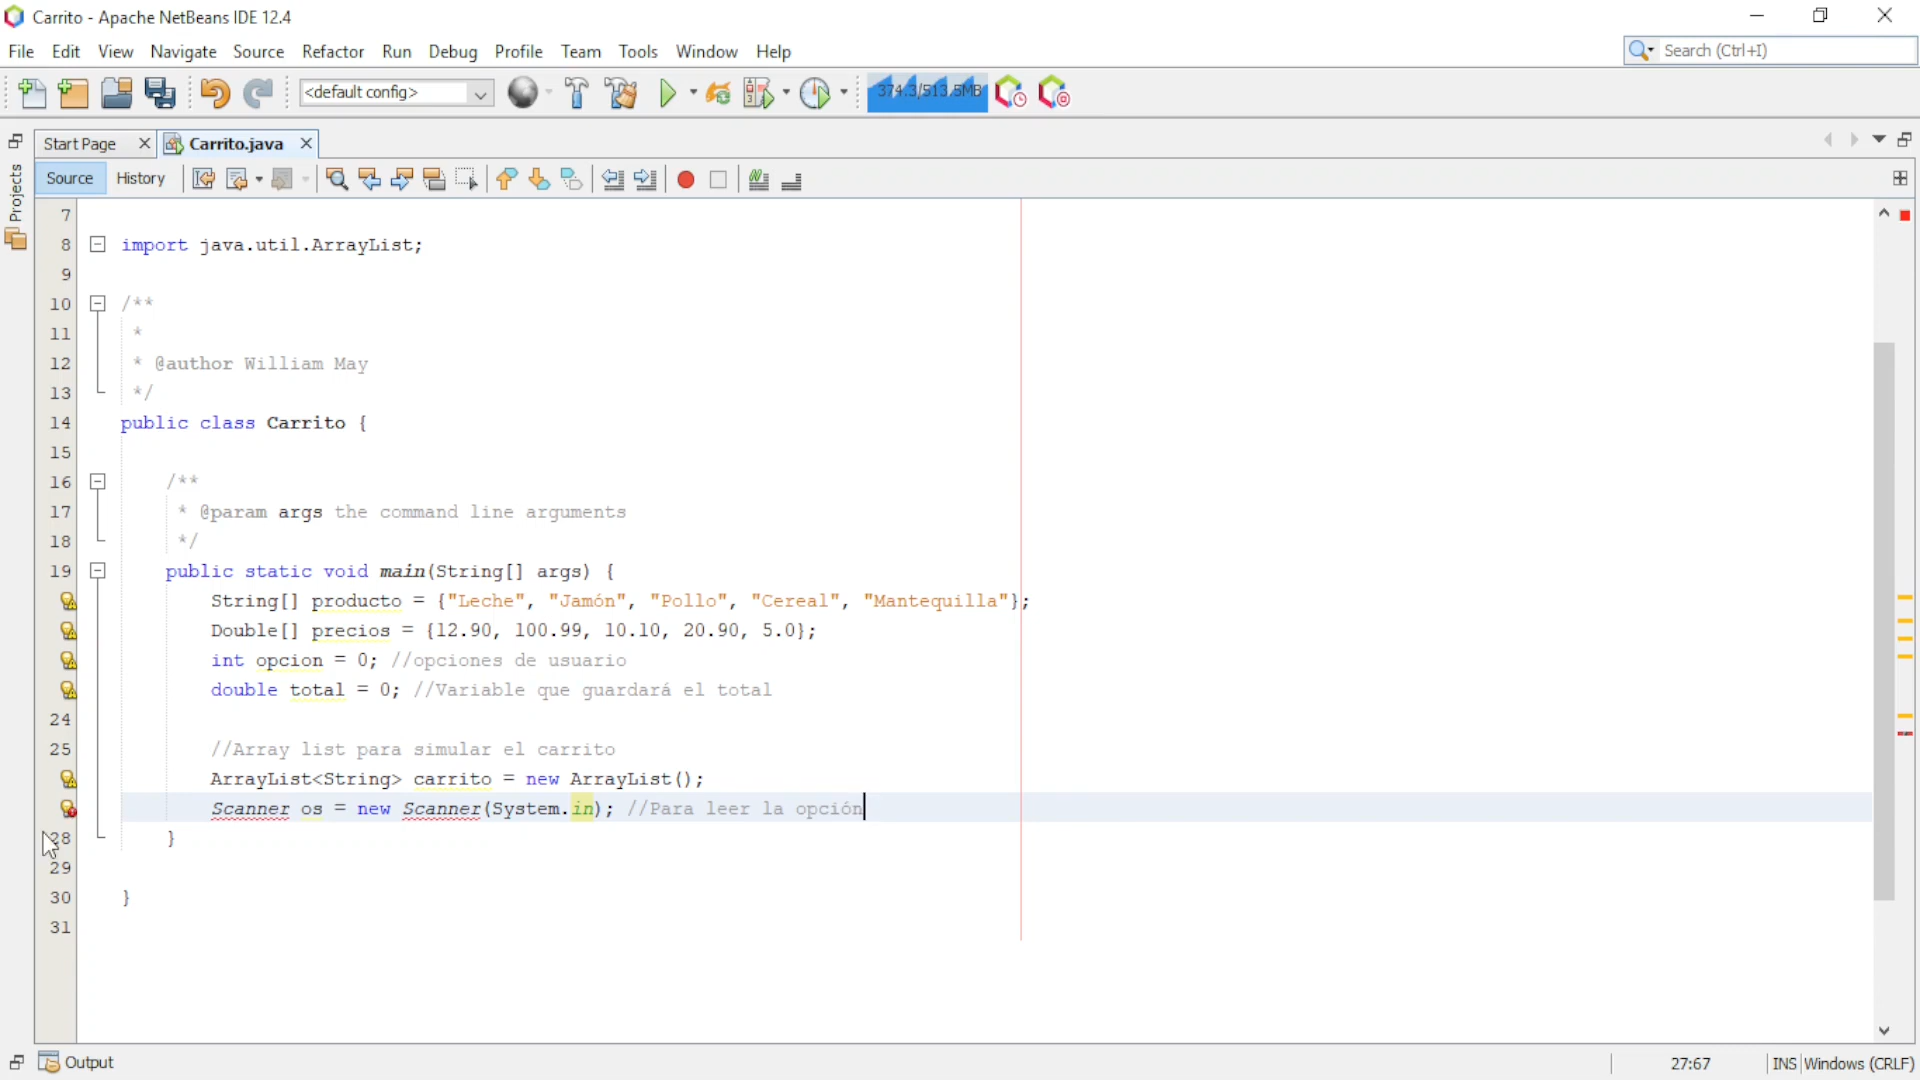 Carrito - Apache NetBeans IDE 12.4
File Edit View Navigate Source Refactor Run Debug Profile Team Tools Window Help
Search (Ctrl+I)
<default config>
374.3/513.5MB
Start Page
Carrito.java
Projects
Source History
7
8 import java.util.ArrayList;
9
10 /**
11 *
12 * @author William May
13 */
14 public class Carrito {
15
16 /**
17 * @param args the command line arguments
18 */
19 public static void main(String[] args) {
String[] producto = {"Leche", "Jamón", "Pollo", "Cereal", "Mantequilla"};
Double[] precios = {12.90, 100.99, 10.10, 20.90, 5.0};
int opcion = 0; //opciones de usuario
double total = 0; //Variable que guardará el total
24
25 //Array list para simular el carrito
ArrayList<String> carrito = new ArrayList();
Scanner os = new Scanner(System.in); //Para leer la opción
28 }
29
30 }
31
Output
27:67 INS Windows (CRLF)